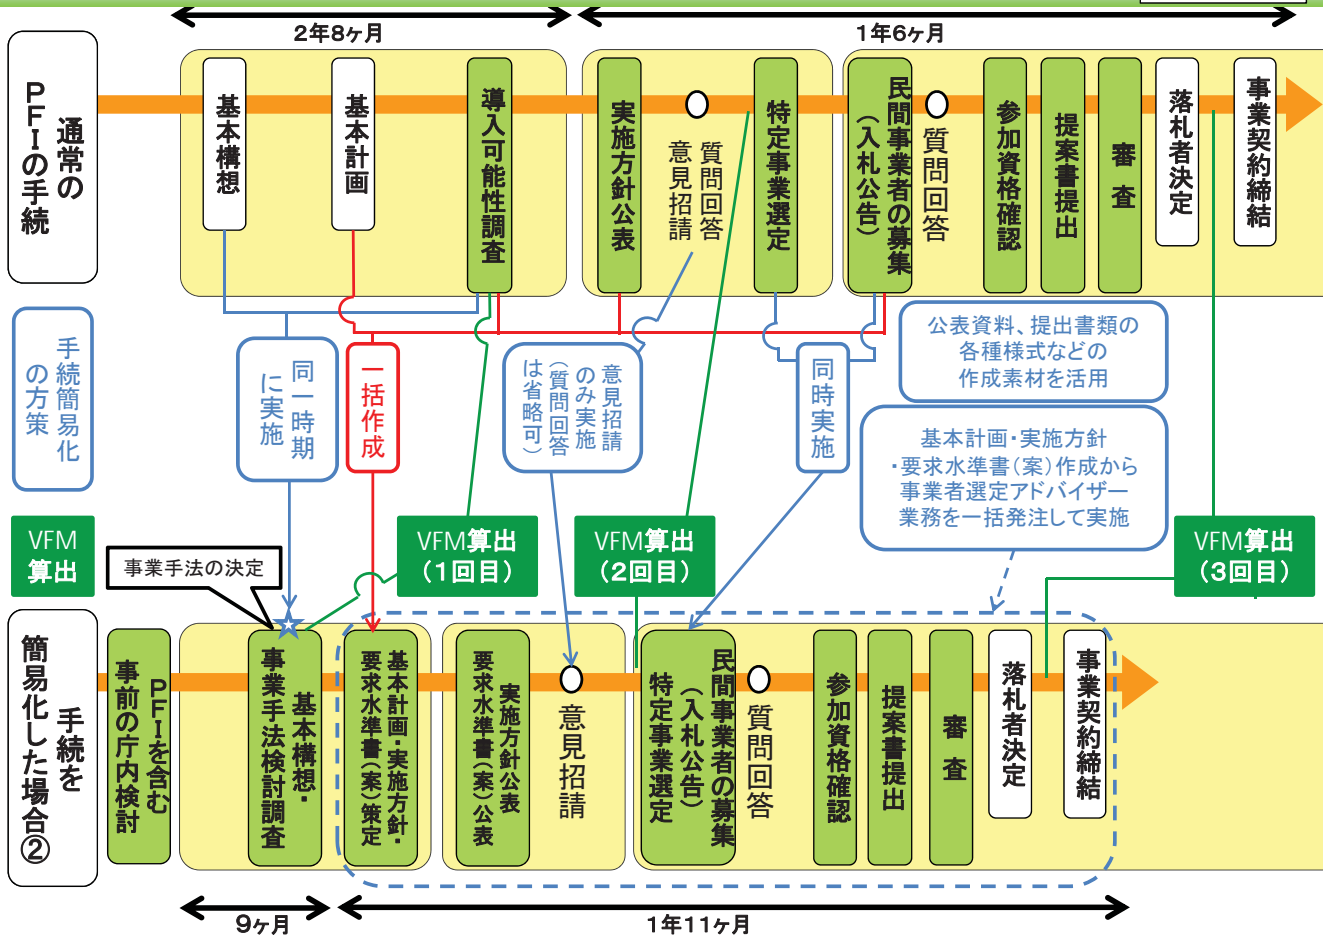 2年8ヶ月
1年6ヶ月
通常の
PFIの手続
基本構想
基本計画
導入可能性調査
実施方針公表
質問回答
意見招請
特定事業選定
民間事業者の募集
（入札公告）
質問回答
参加資格確認
提案書提出
審査
落札者決定
事業契約締結
手続簡易化
の方策
同一時期
に実施
一括作成
意見招請
のみ実施
（質問回答
は省略可）
同時実施
公表資料、提出書類の
各種様式などの
作成素材を活用
基本計画・実施方針
・要求水準書（案）作成から
事業者選定アドバイザー
業務を一括発注して実施
VFM
算出
事業手法の決定
VFM算出
（1回目）
VFM算出
（2回目）
VFM算出
（3回目）
手続を
簡易化した場合②
PFIを含む
事前の庁内検討
基本構想・
事業手法検討調査
基本計画・実施方針・
要求水準書（案）策定
実施方針公表
要求水準書（案）公表
意見招請
民間事業者の募集
（入札公告）
特定事業選定
質問回答
参加資格確認
提案書提出
審査
落札者決定
事業契約締結
9ヶ月
1年11ヶ月